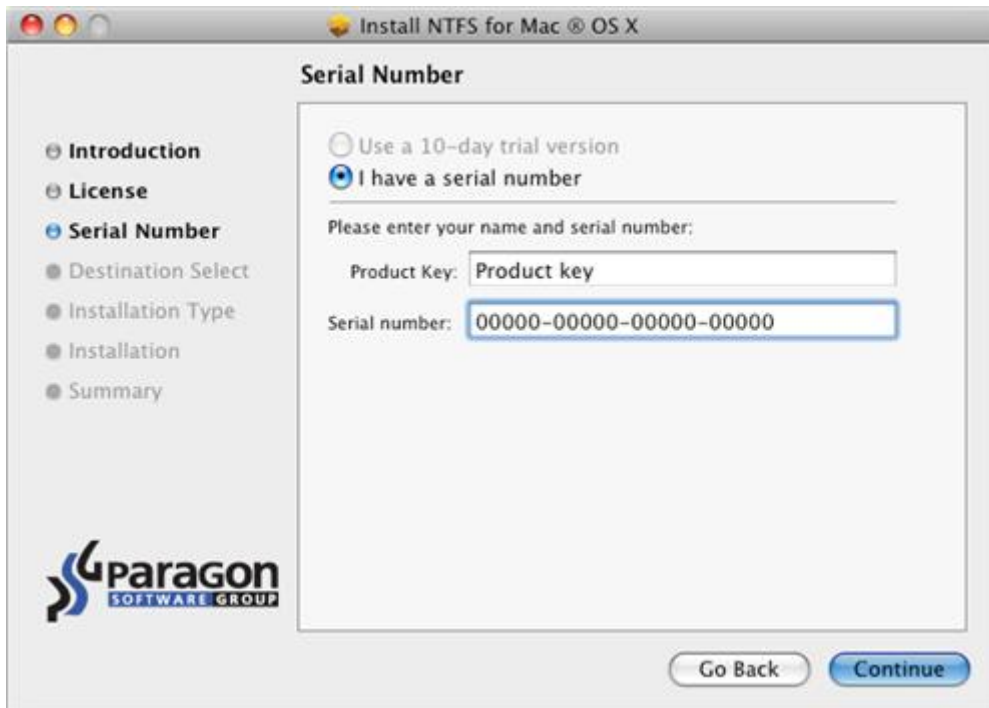 Install NTFS for Mac ® OS X
Serial Number
Introduction
License
Serial Number
Destination Select
Installation Type
Installation
Summary
Use a 10-day trial version
I have a serial number
Please enter your name and serial number:
Product Key: Product key
Serial number: 00000-00000-00000-00000
Paragon
SOFTWARE GROUP
Go Back
Continue